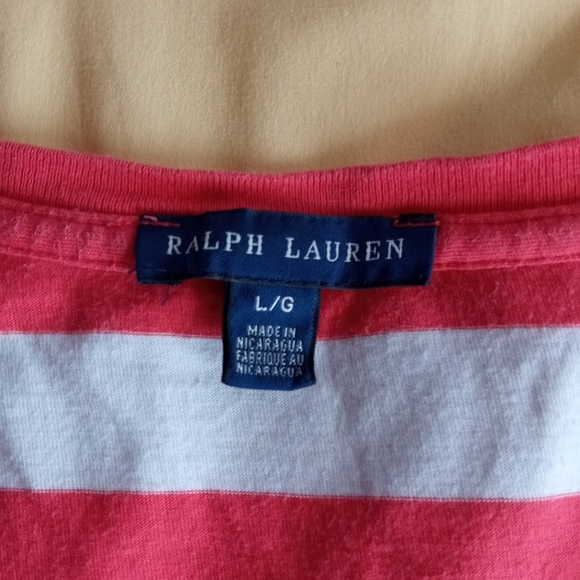 RALPH LAUREN
L/G
MADE IN
NICARAGUA
FABRIQUE AU
NICARAGUA